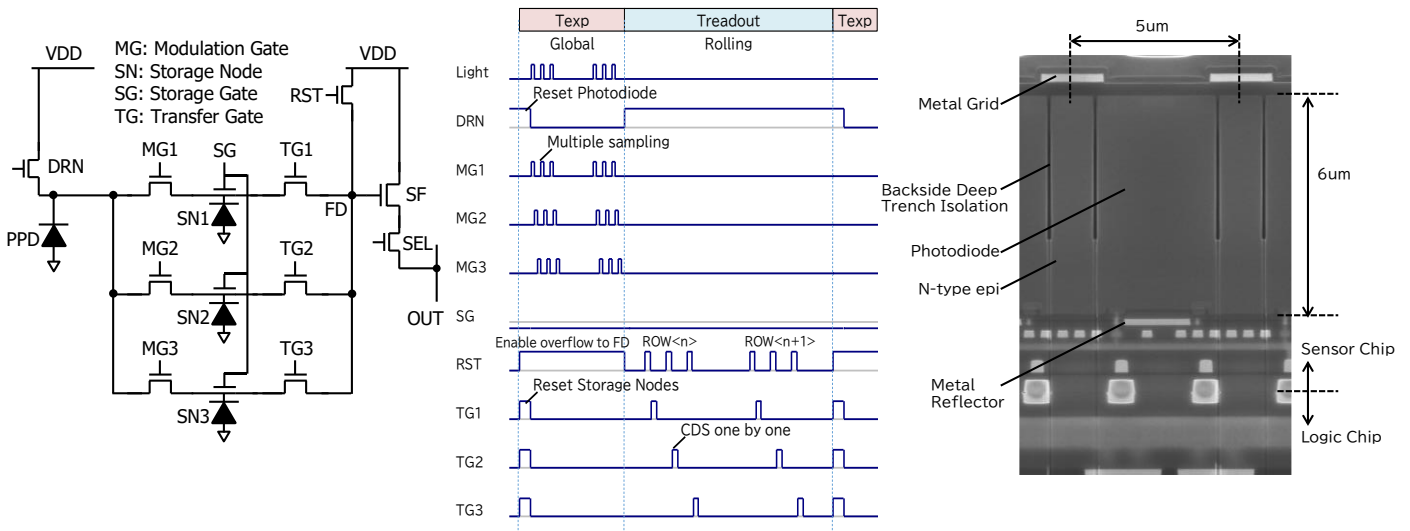 MG: Modulation Gate
SN: Storage Node
SG: Storage Gate
TG: Transfer Gate
VDD
VDD
RST
DRN
MG1
SG
TG1
SF
FD
SN1
PPD
SEL
MG2
TG2
SN2
OUT
MG3
TG3
SN3
Texp
Treadout
Texp
Global
Rolling
Light
Reset Photodiode
DRN
Multiple sampling
MG1
MG2
MG3
SG
Enable overflow to FD
ROW<n>
ROW<n+1>
RST
Reset Storage Nodes
TG1
CDS one by one
TG2
TG3
5um
Metal Grid
6um
Backside Deep
Trench Isolation
Photodiode
N-type epi
Sensor Chip
Metal
Reflector
Logic Chip